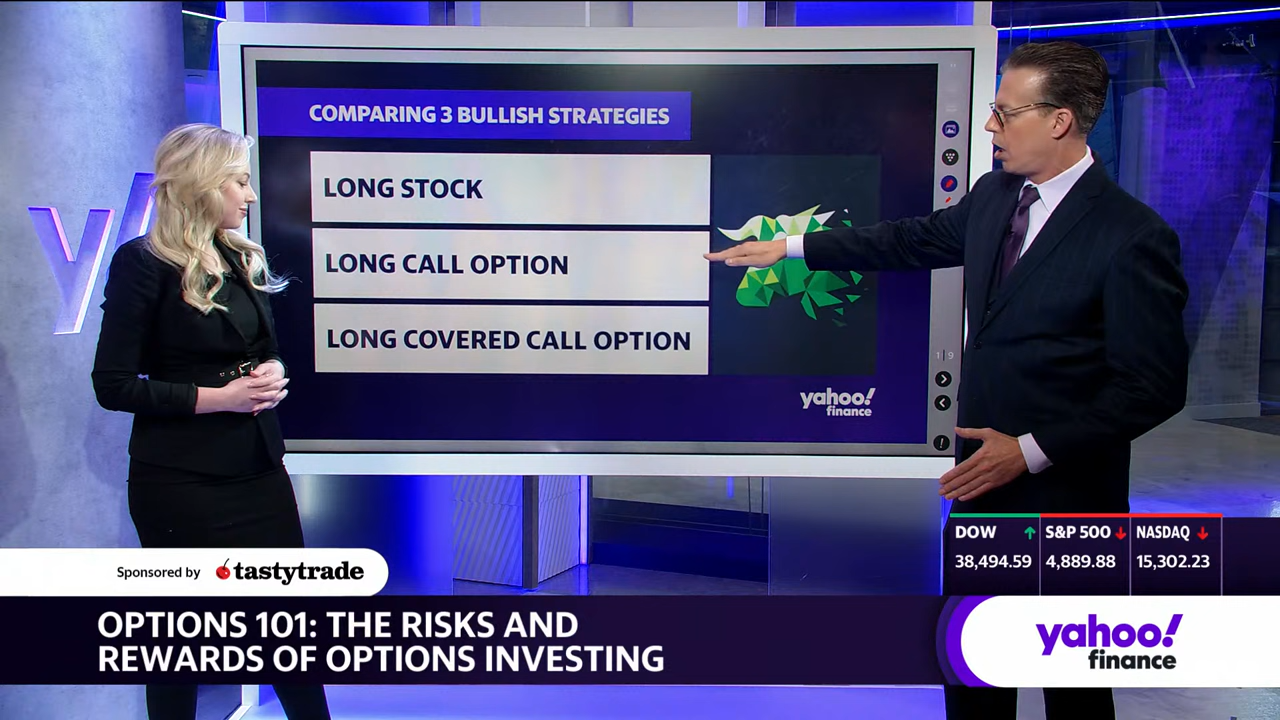 COMPARING 3 BULLISH STRATEGIES
LONG STOCK
LONG CALL OPTION
LONG COVERED CALL OPTION
yahoo!
finance
1 | 9
y
DOW
38,494.59
S&P 500
4,889.88
NASDAQ
15,302.23
Sponsored by tastytrade
OPTIONS 101: THE RISKS AND
REWARDS OF OPTIONS INVESTING
yahoo!
finance